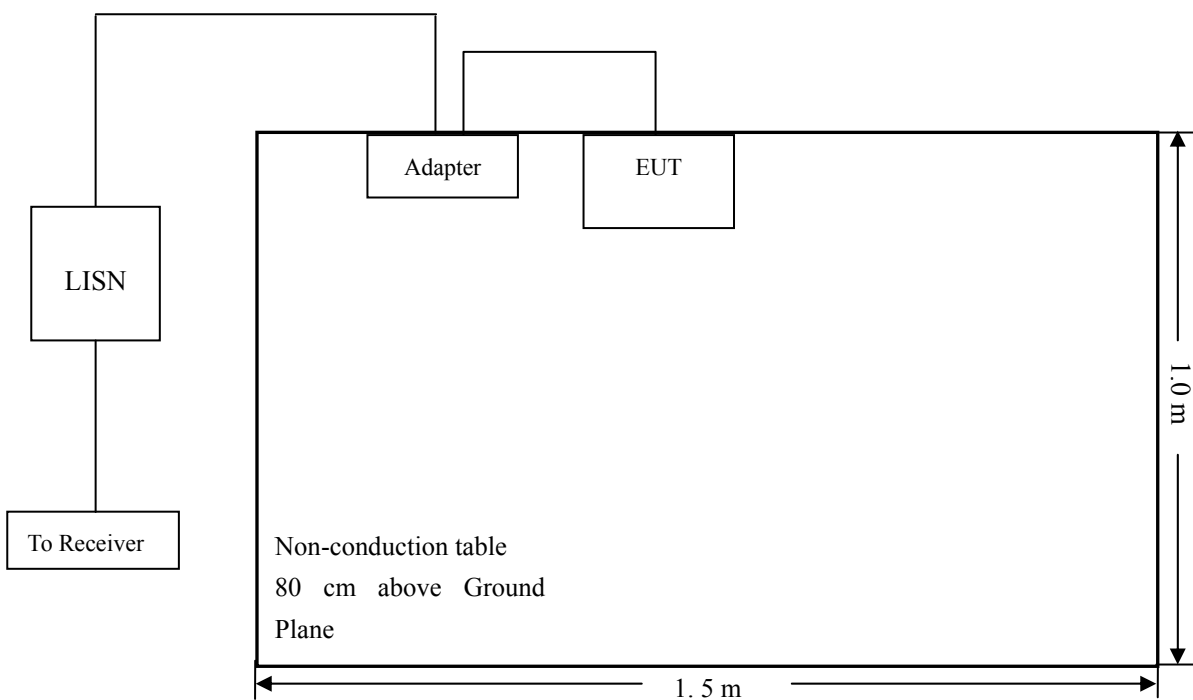 Adapter
EUT
LISN
1.0 m
To Receiver
Non-conduction table
80 cm above Ground
Plane
1. 5 m